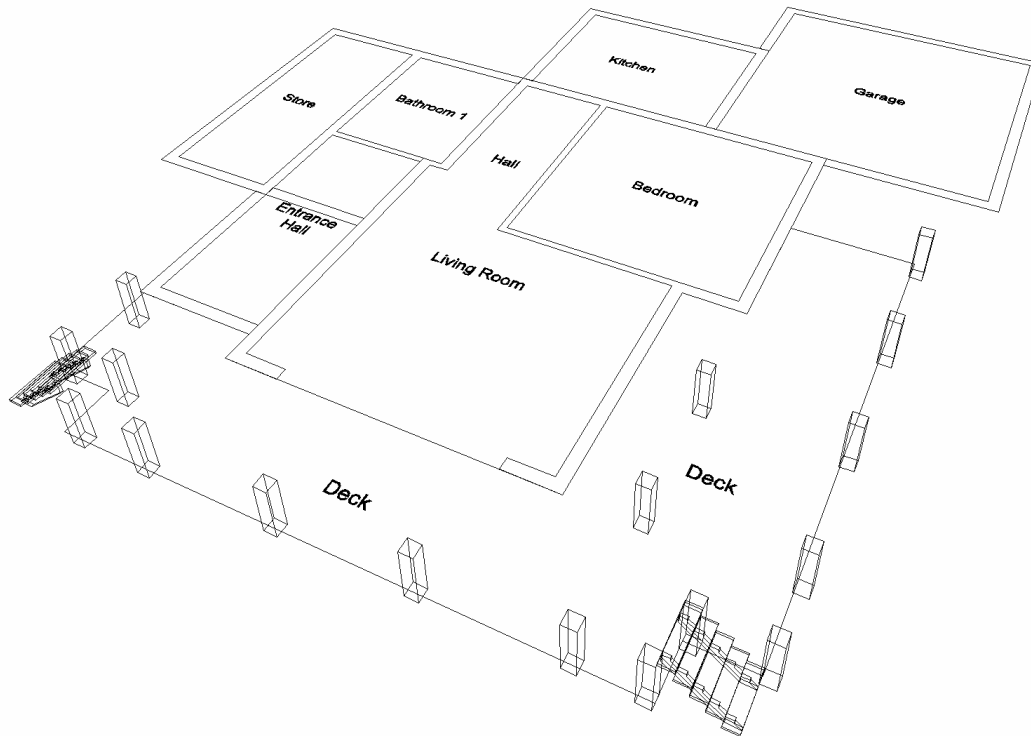 Kitchen
Garage
Store
Bathroom 1
Hall
Bedroom
Entrance
Hall
Living Room
Deck
Deck